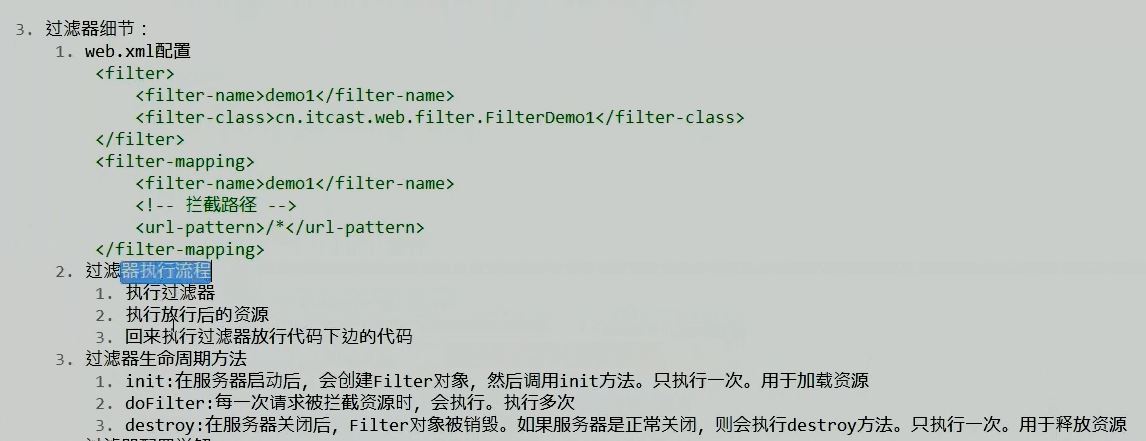 3. 过滤器细节：
1. web.xml配置
<filter>
<filter-name>demo1</filter-name>
<filter-class>cn.itcast.web.filter.FilterDemo1</filter-class>
</filter>
<filter-mapping>
<filter-name>demo1</filter-name>
<!-- 拦截路径 -->
<url-pattern>/*</url-pattern>
</filter-mapping>
2. 过滤器执行流程
1. 执行过滤器
2. 执行放行后的资源
3. 回来执行过滤器放行代码下边的代码
3. 过滤器生命周期方法
1. init:在服务器启动后，会创建Filter对象，然后调用init方法。只执行一次。用于加载资源
2. doFilter:每一次请求被拦截资源时，会执行。执行多次
3. destroy:在服务器关闭后，Filter对象被销毁。如果服务器是正常关闭，则会执行destroy方法。只执行一次。用于释放资源